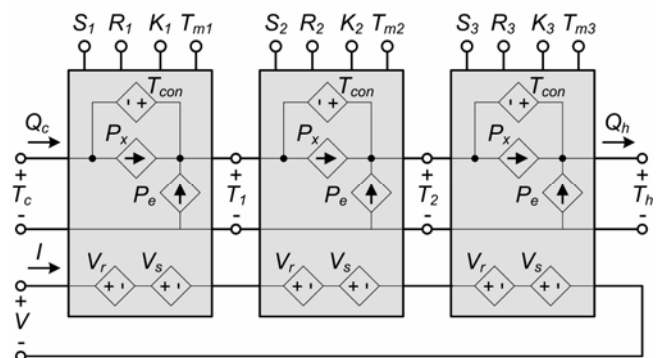 S1 R1 K1 Tm1 S2 R2 K2 Tm2 S3 R3 K3 Tm3
Tcon Tcon Tcon
Qc Px Px Px Qh
+ + + +
Tc Pe T1 Pe T2 Pe Th
- - - -
I Vr Vs Vr Vs Vr Vs
+
V
-